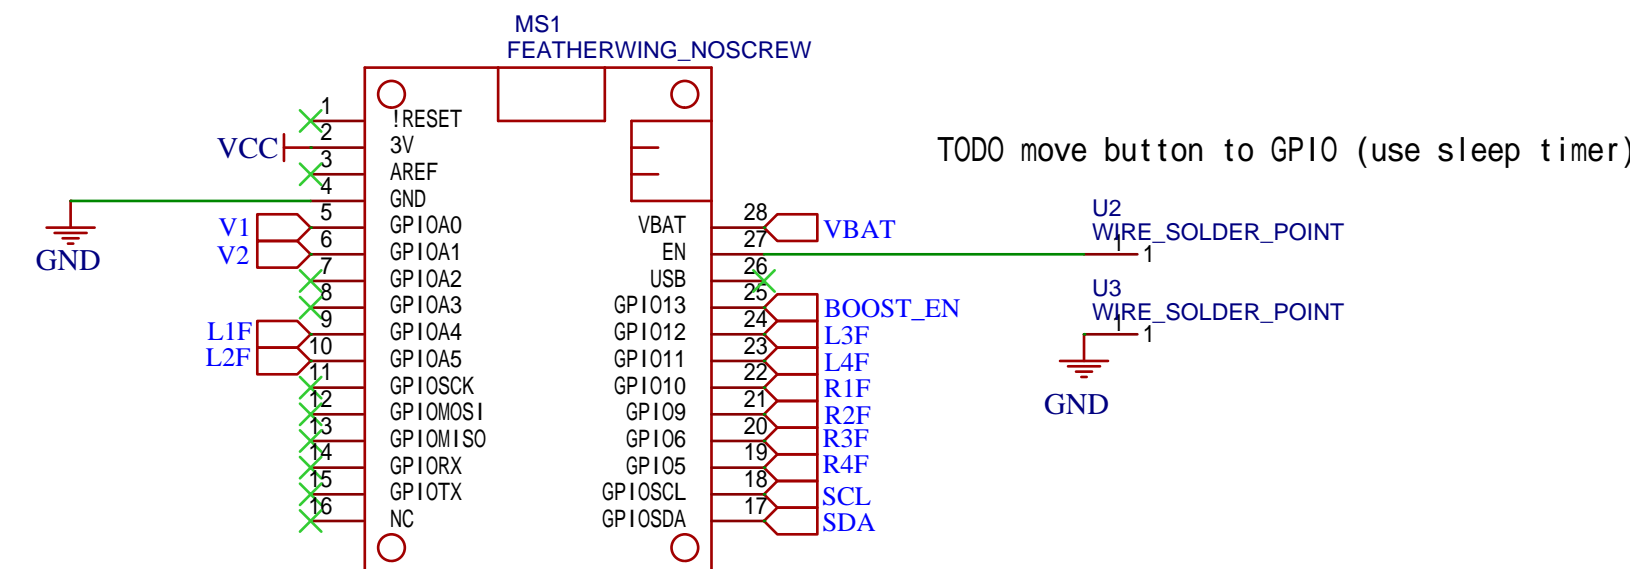 MS1
FEATHERWING_NOSCREW
TODO move button to GPIO (use sleep timer)
1 !RESET
VCC 2 3V
3 AREF
4 GND
GND
V1 5 GPIOA0
V2 6 GPIOA1
7 GPIOA2
8 GPIOA3
L1F 9 GPIOA4
L2F 10 GPIOA5
11 GPIOSCK
12 GPIOMOSI
13 GPIOMISO
14 GPIORX
15 GPIOTX
16 NC
VBAT 28 VBAT
EN 27
USB 26
GPIO13 25 BOOST_EN
GPIO12 24 L3F
GPIO11 23 L4F
GPIO10 22 R1F
GPIO9 21 R2F
GPIO6 20 R3F
GPIO5 19 R4F
GPIOSCL 18 SCL
GPIOSDA 17 SDA
U2
WIRE_SOLDER_POINT
1 1
U3
WIRE_SOLDER_POINT
1 1
GND